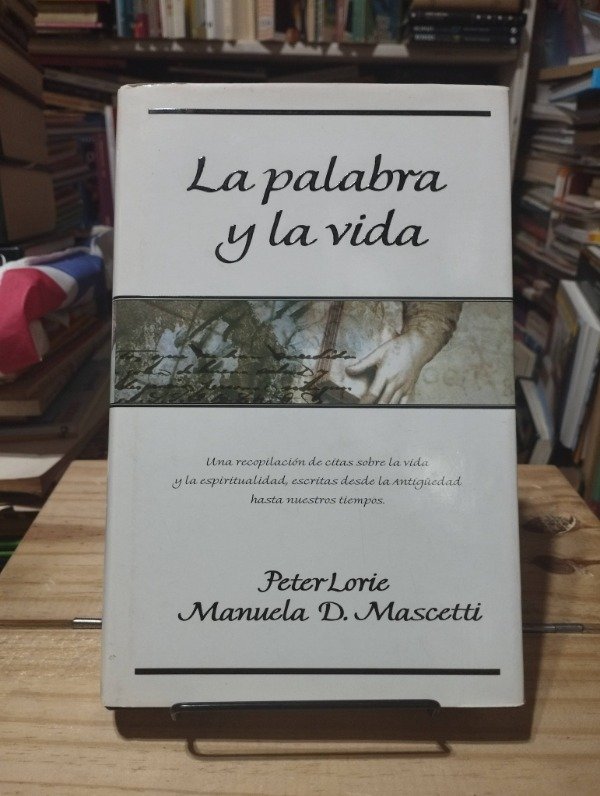 La palabra
y la vida
Una recopilación de citas sobre la vida
y la espiritualidad, escritas desde la Antigüedad
hasta nuestros tiempos.
Peter Lorie
Manuela D. Mascetti